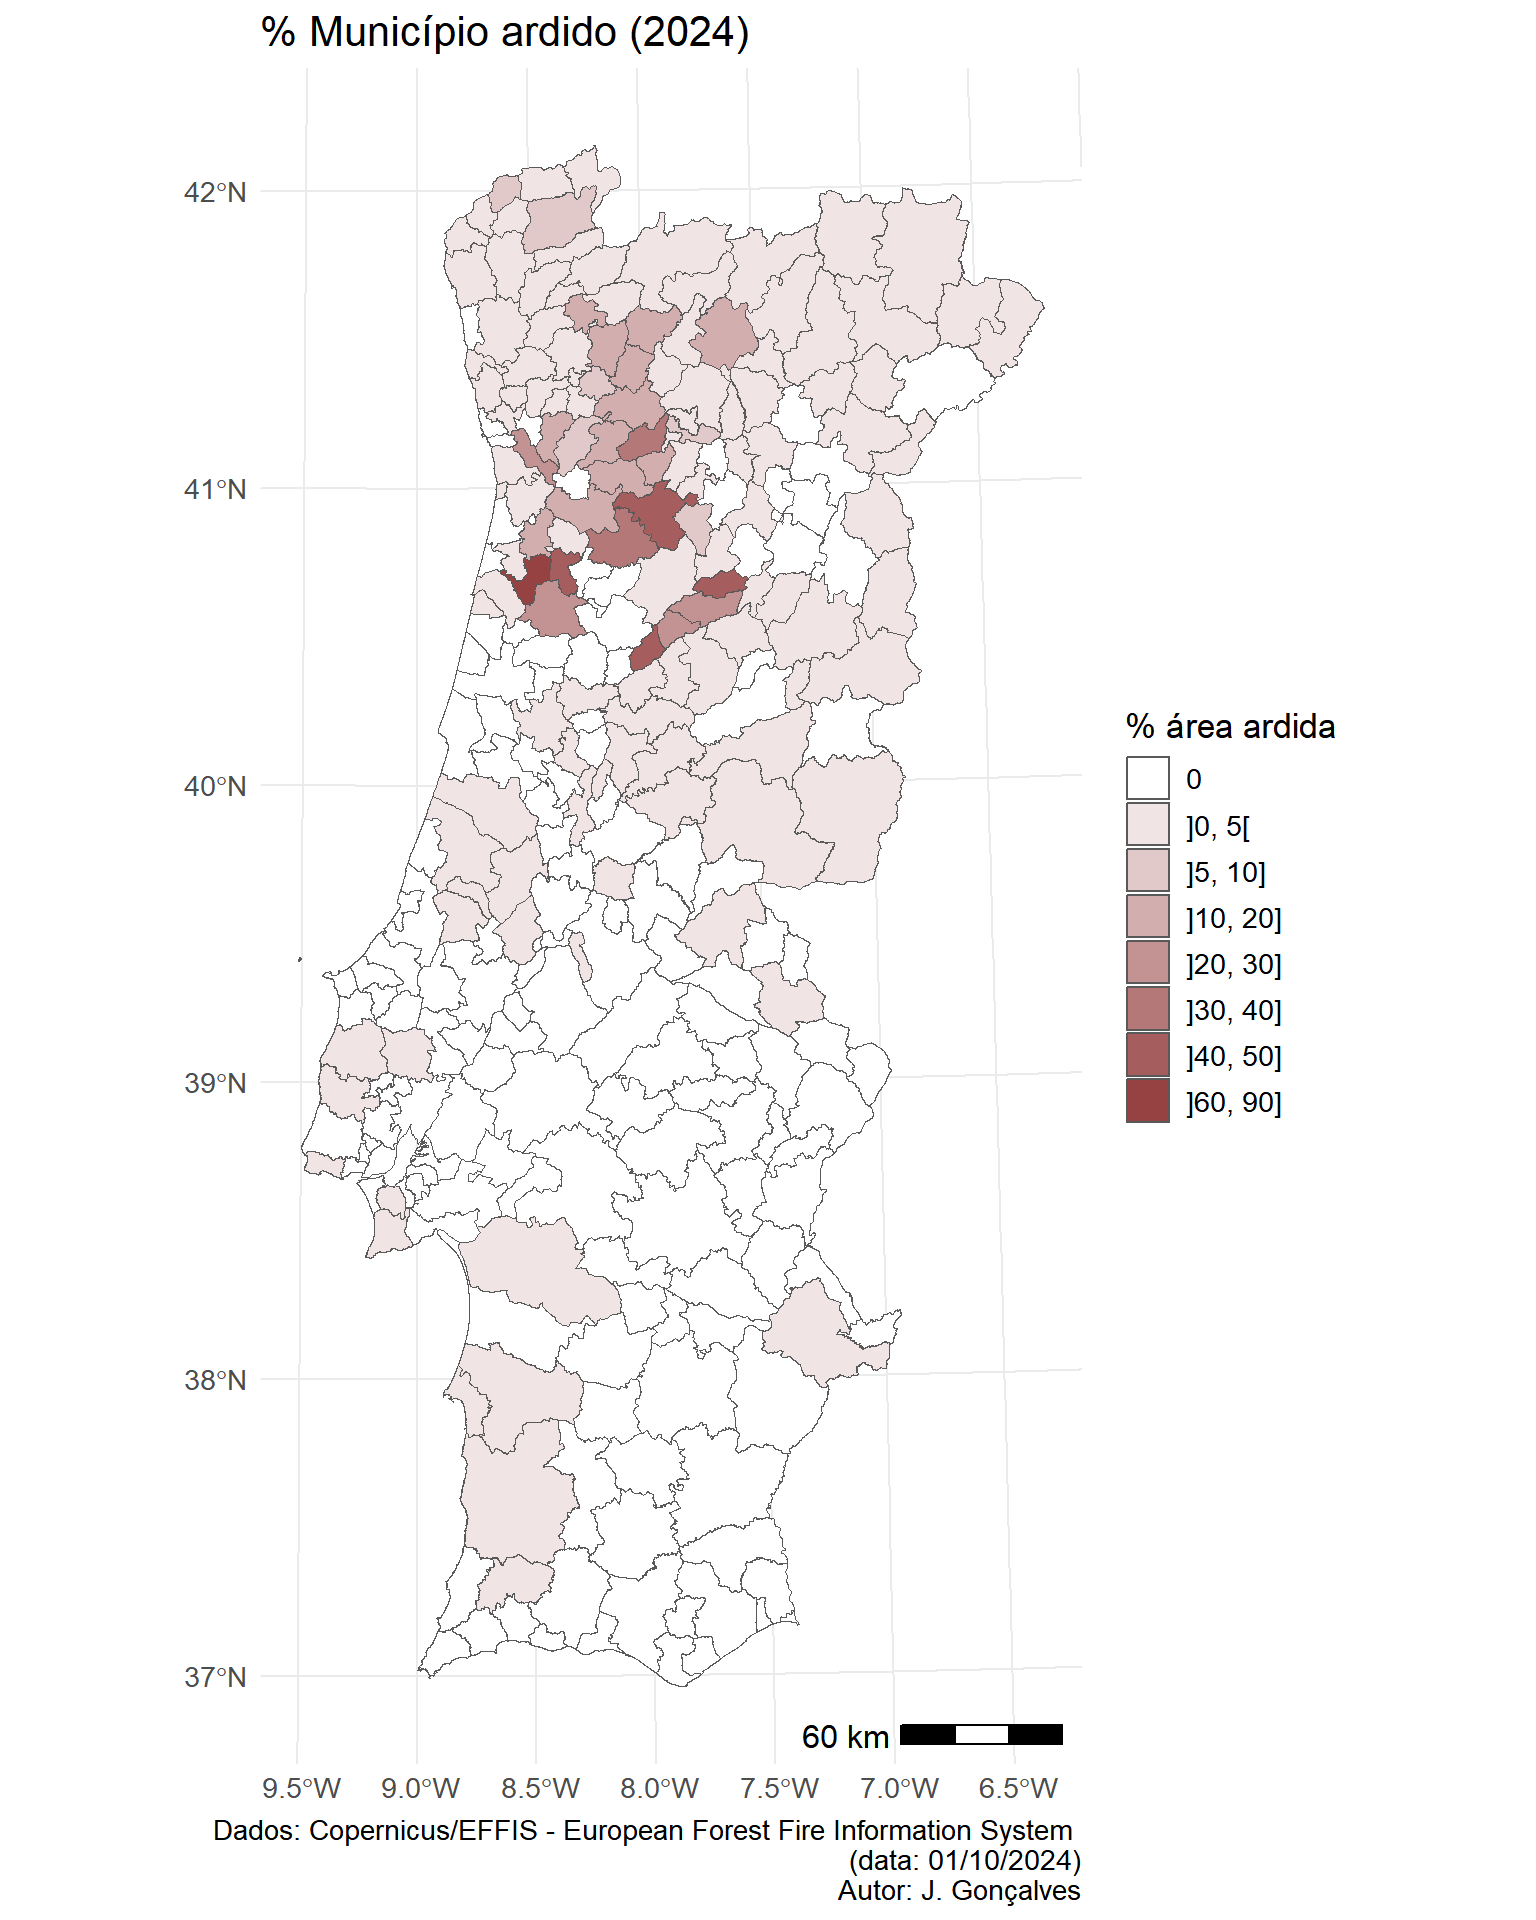 % Município ardido (2024)
42°N
41°N
40°N
39°N
38°N
37°N
% área ardida
0
]0, 5[
]5, 10]
]10, 20]
]20, 30]
]30, 40]
]40, 50]
]60, 90]
60 km
9.5°W 9.0°W 8.5°W 8.0°W 7.5°W 7.0°W 6.5°W
Dados: Copernicus/EFFIS - European Forest Fire Information System
(data: 01/10/2024)
Autor: J. Gonçalves